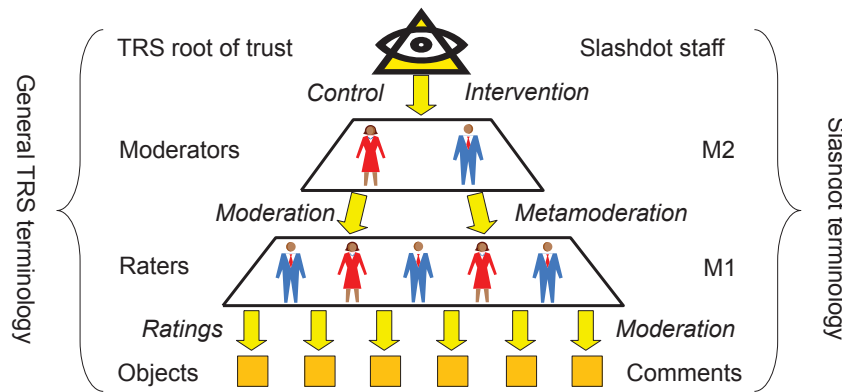 TRS root of trust
Slashdot staff
Control
Intervention
Moderators
M2
Moderation
Metamoderation
Raters
M1
Ratings
Moderation
Objects
Comments
General TRS terminology
Slasndot terminology